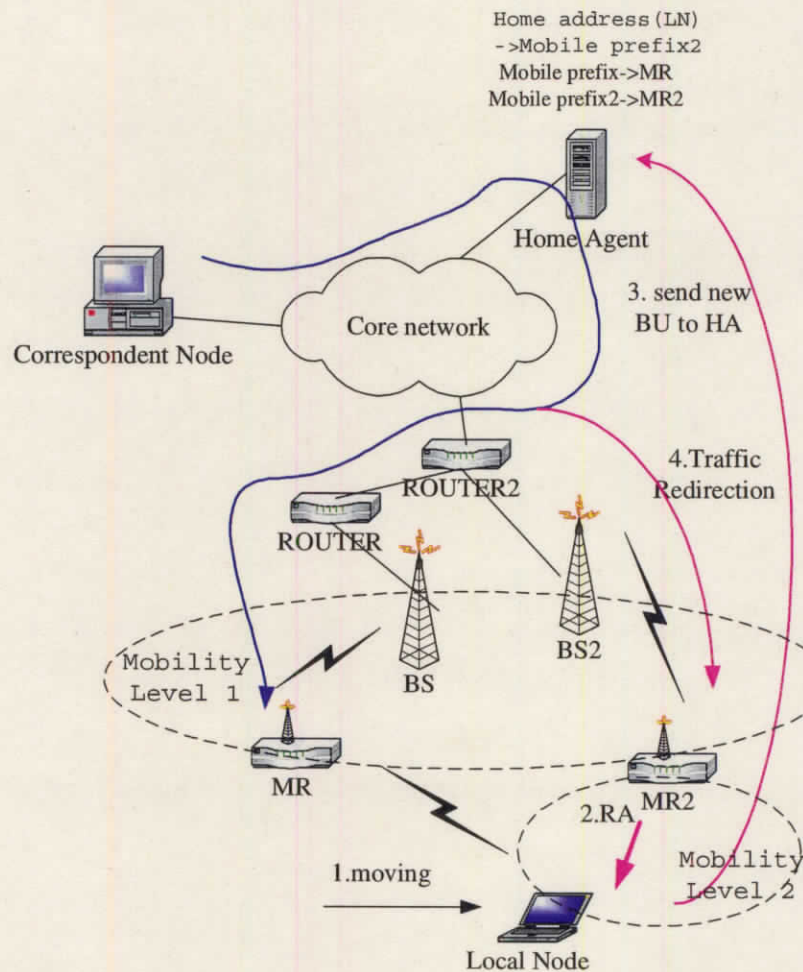 Home address(LN)
->Mobile prefix2
Mobile prefix->MR
Mobile prefix2->MR2
Home Agent
3. send new
BU to HA
Core network
Correspondent Node
4.Traffic
Redirection
ROUTER2
ROUTER
BS2
BS
Mobility
Level 1
MR
MR2
2.RA
Mobility
Level 2
1.moving
Local Node